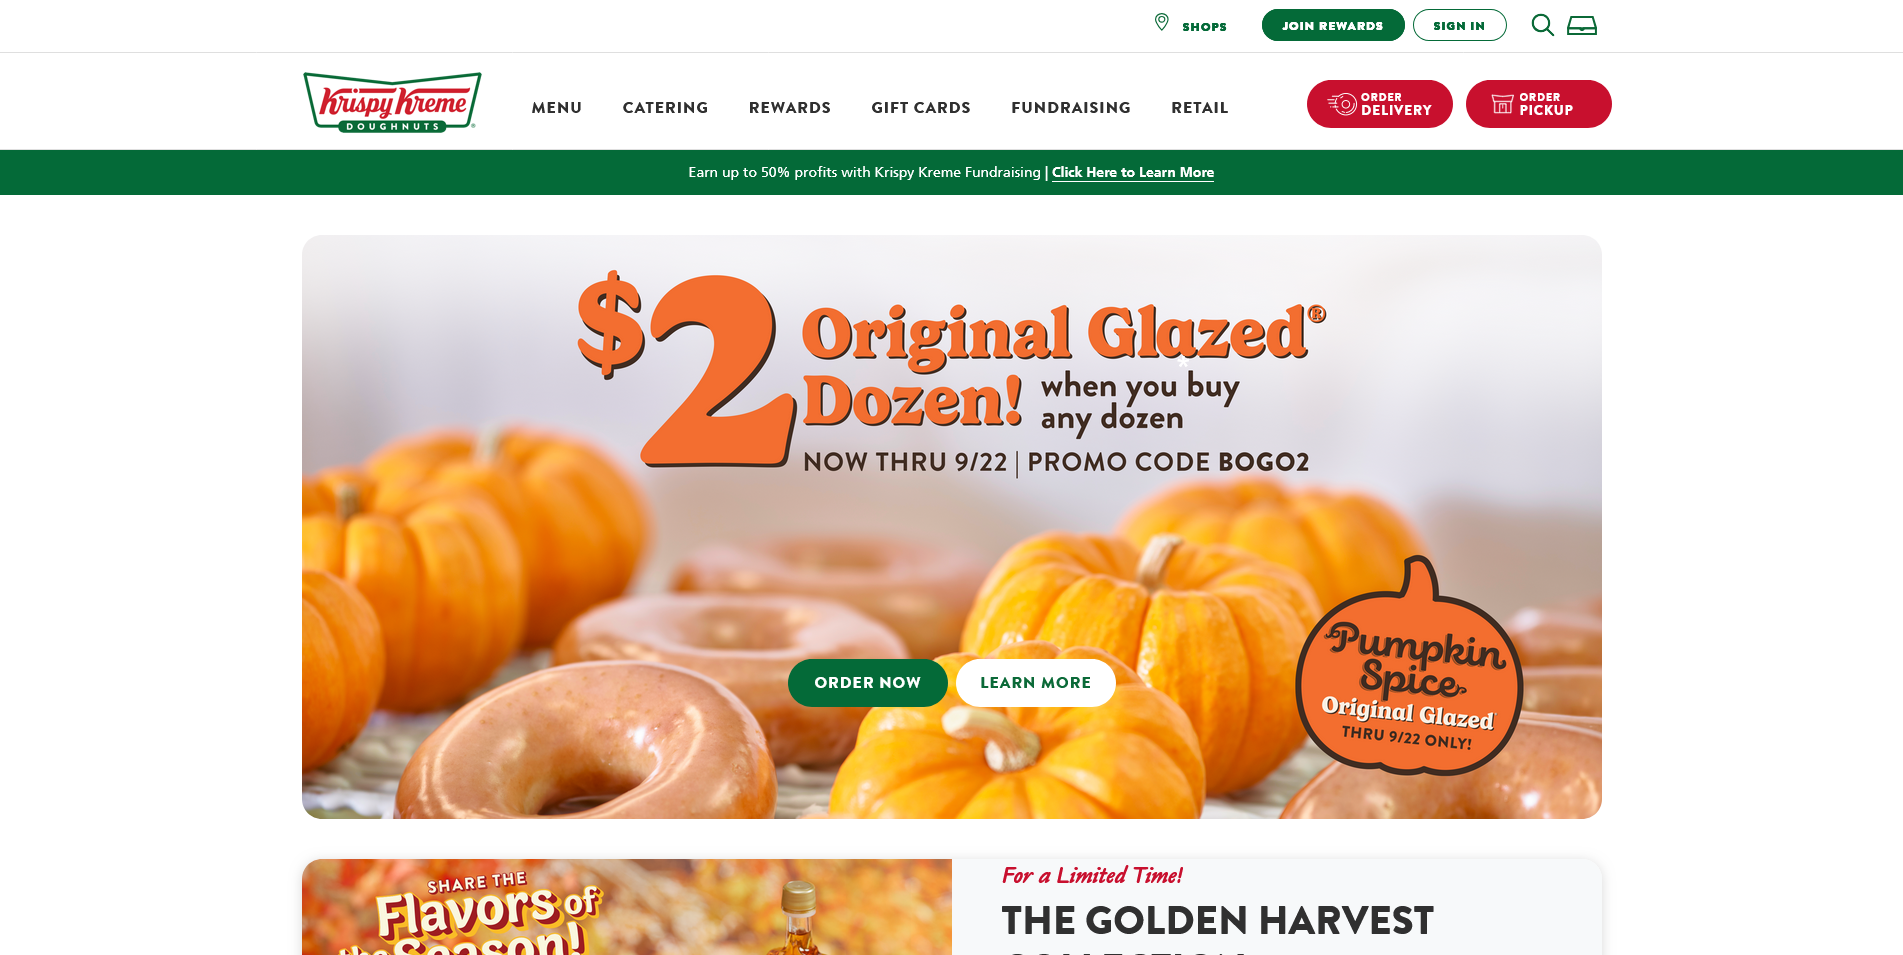 SHOPS
JOIN REWARDS
SIGN IN
Krispy Kreme
DOUGHNUTS
®
MENU
CATERING
REWARDS
GIFT CARDS
FUNDRAISING
RETAIL
ORDER
DELIVERY
ORDER
PICKUP
Earn up to 50% profits with Krispy Kreme Fundraising | Click Here to Learn More
$2 Original Glazed®
Dozen! when you buy
any dozen*
NOW THRU 9/22 | PROMO CODE BOGO2
ORDER NOW
LEARN MORE
Pumpkin
Spice
Original Glazed
THRU 9/22 ONLY!
SHARE THE
Flavors of
the Season!
For a Limited Time!
THE GOLDEN HARVEST